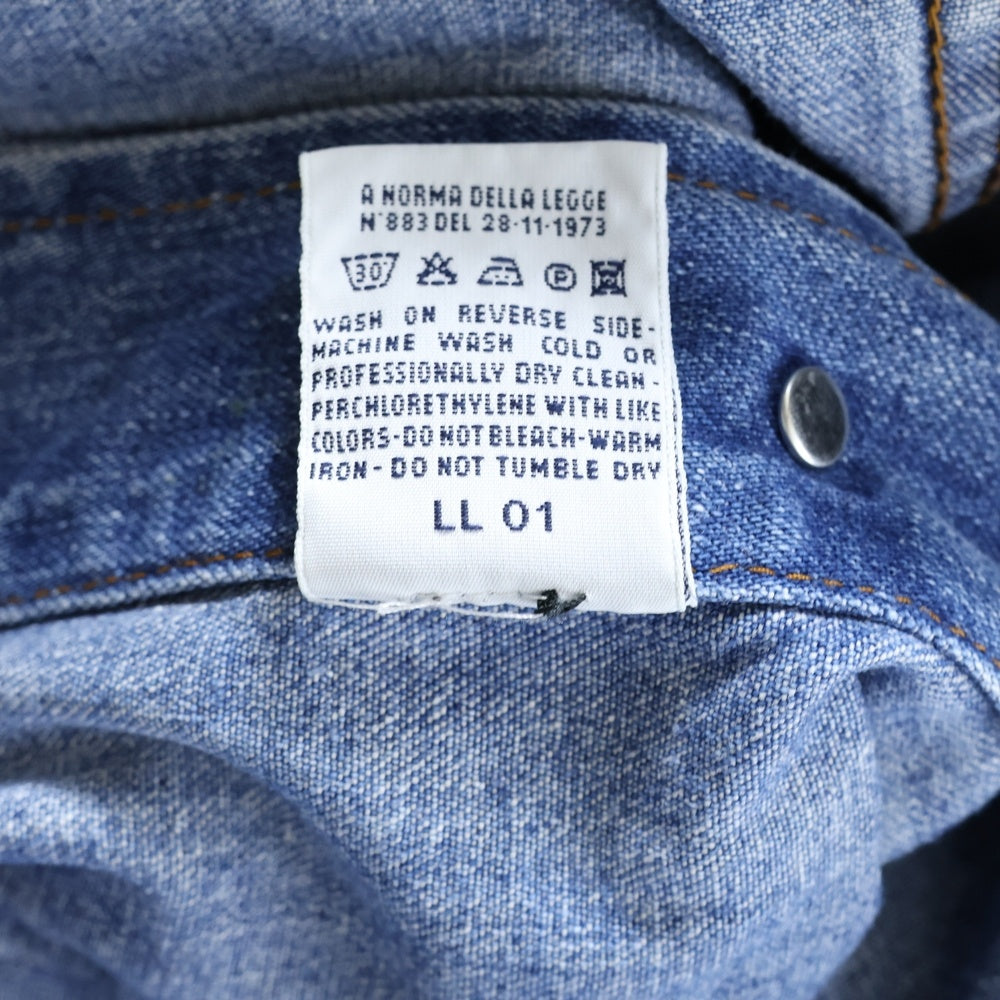 A NORMA DELLA LEGGE
N°883 DEL 28·11·1973
30° P
WASH ON REVERSE SIDE-
MACHINE WASH COLD OR
PROFESSIONALLY DRY CLEAN-
PERCHLORETHYLENE WITH LIKE
COLORS-DO NOT BLEACH-WARM
IRON- DO NOT TUMBLE DRY
LL 01